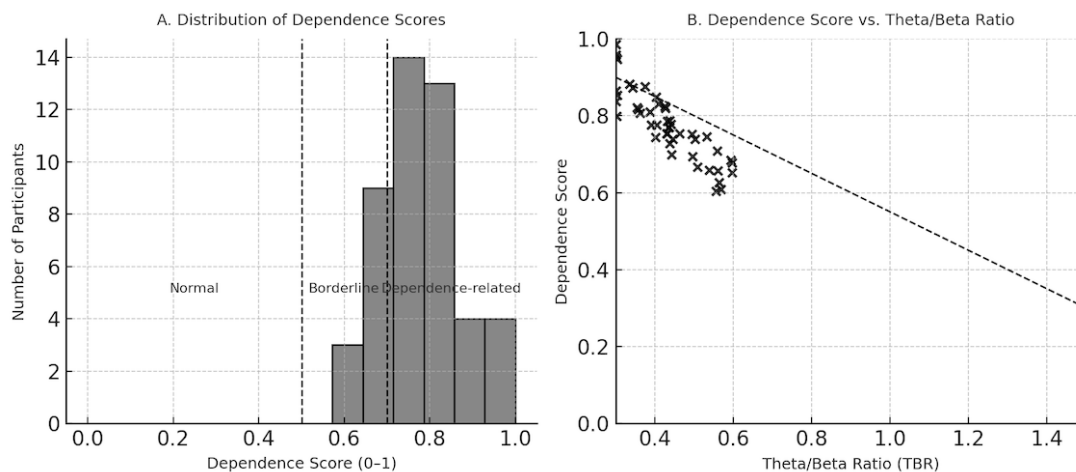 A. Distribution of Dependence Scores
14
12
10
8
6
4
2
0
Number of Participants
Normal
Borderline
Dependence-related
0.0
0.2
0.4
0.6
0.8
1.0
Dependence Score (0–1)
B. Dependence Score vs. Theta/Beta Ratio
1.0
0.8
0.6
0.4
0.2
0.0
Dependence Score
0.4
0.6
0.8
1.0
1.2
1.4
Theta/Beta Ratio (TBR)